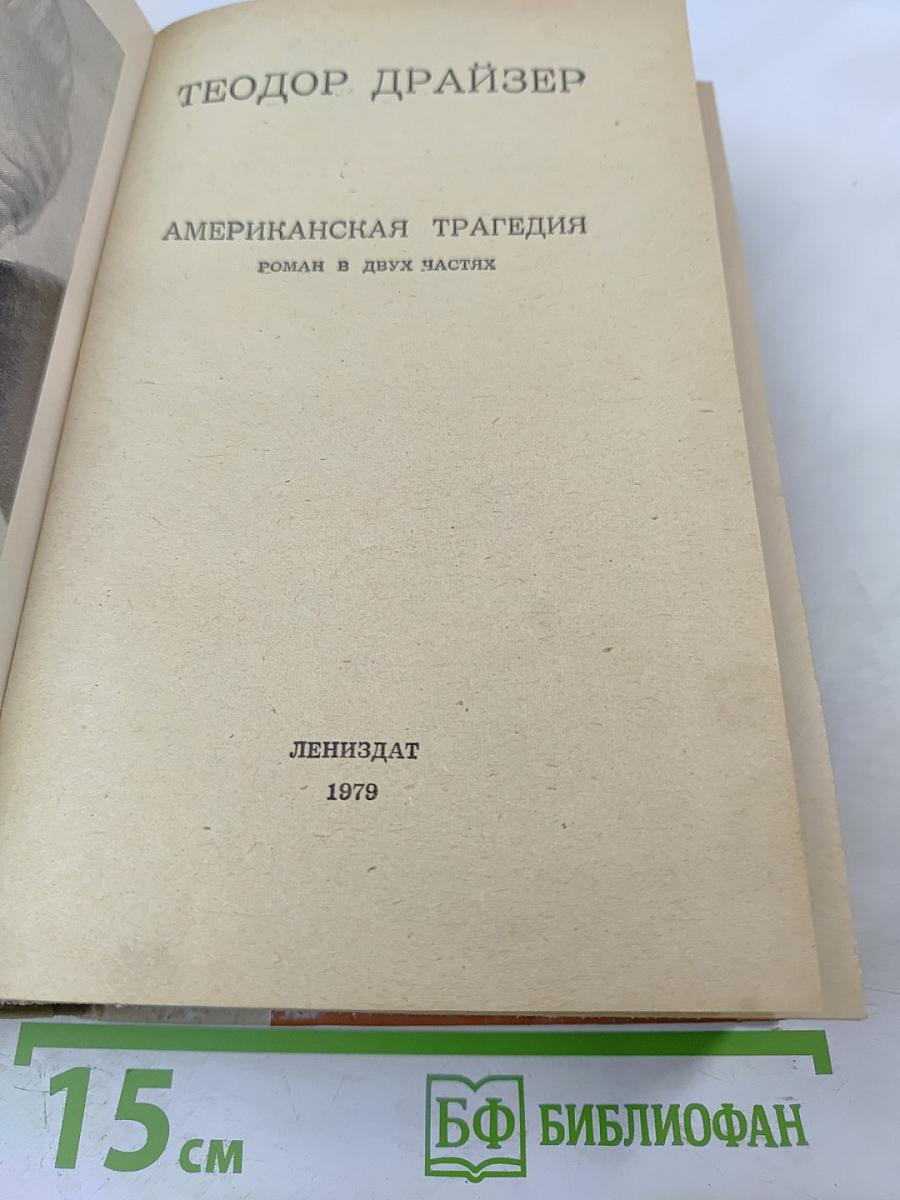 ТЕОДОР ДРАЙЗЕР
АМЕРИКАНСКАЯ ТРАГЕДИЯ
РОМАН В ДВУХ ЧАСТЯХ
ЛЕНИЗДАТ
1979
15 см
БФ БИБЛИОФАН